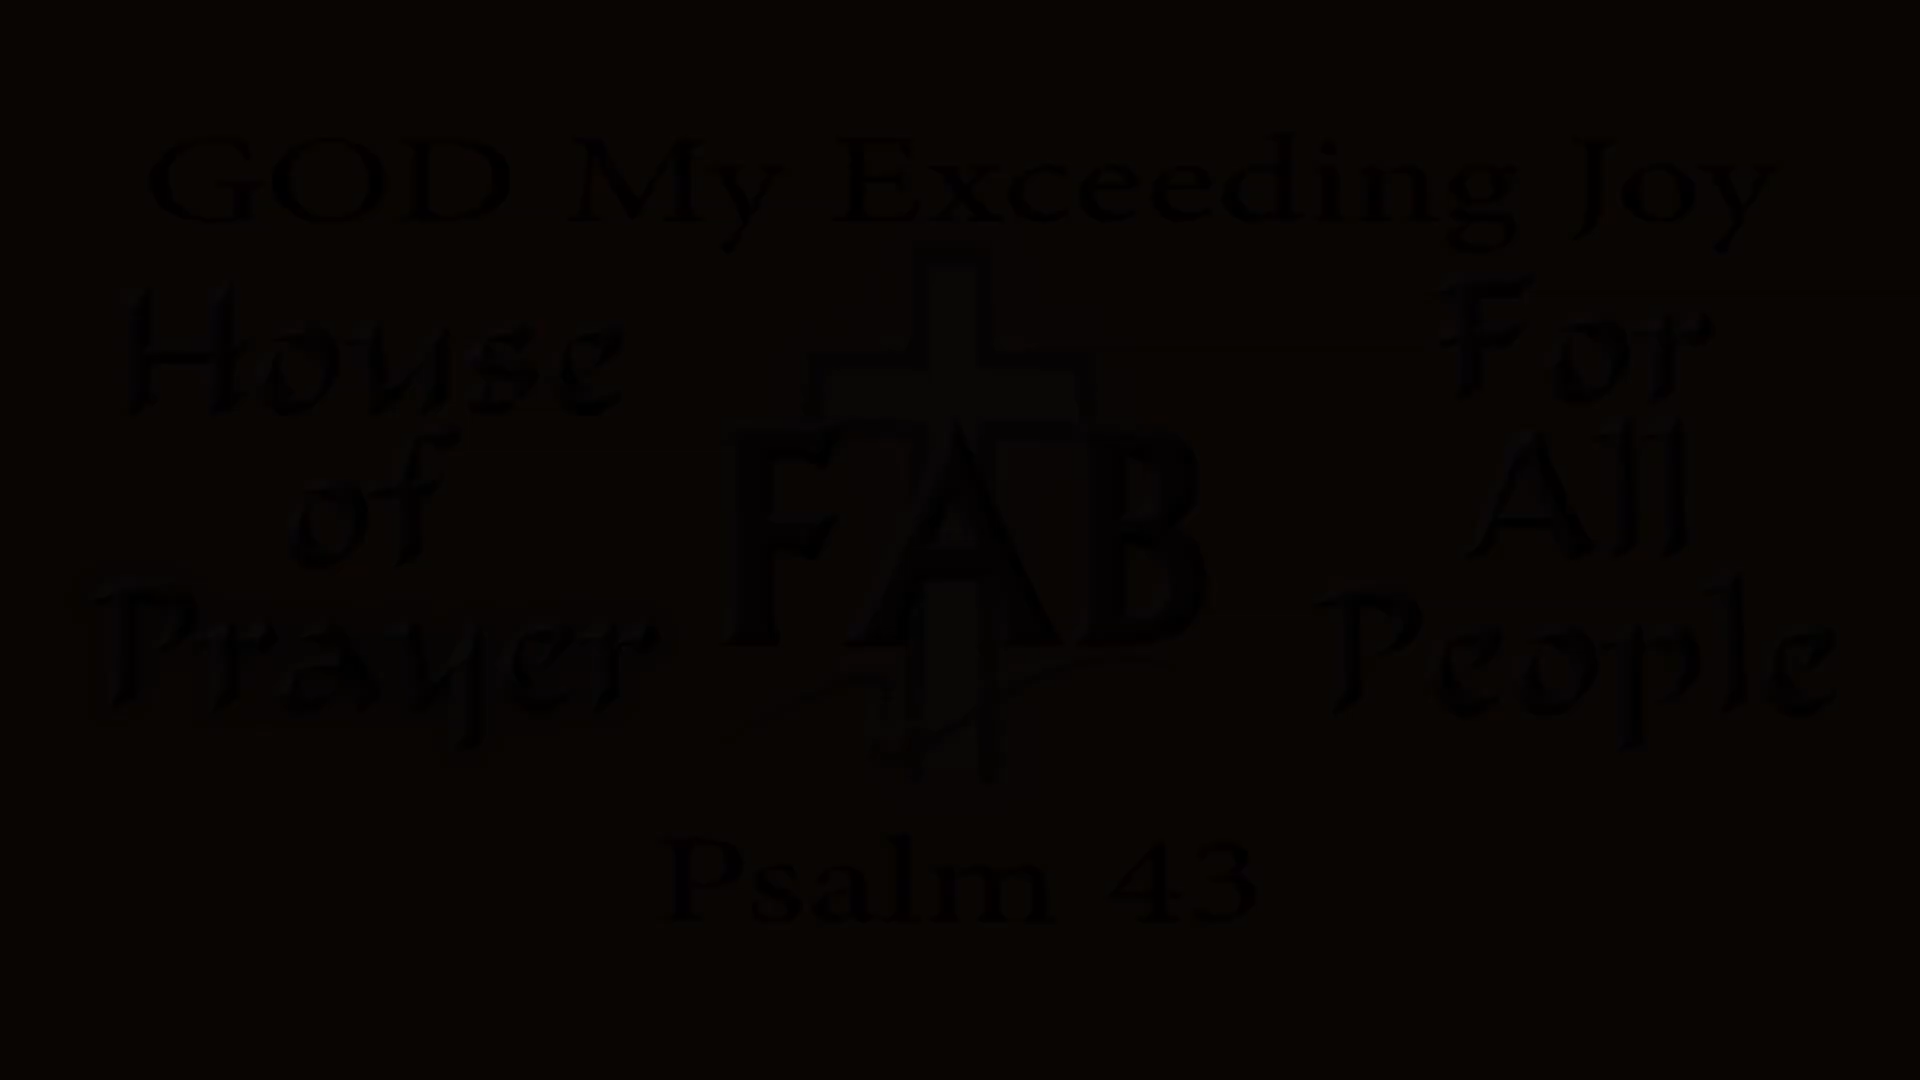 GOD My Exceeding Joy
House
of
Prayer
FAB
For
All
People
Psalm 43